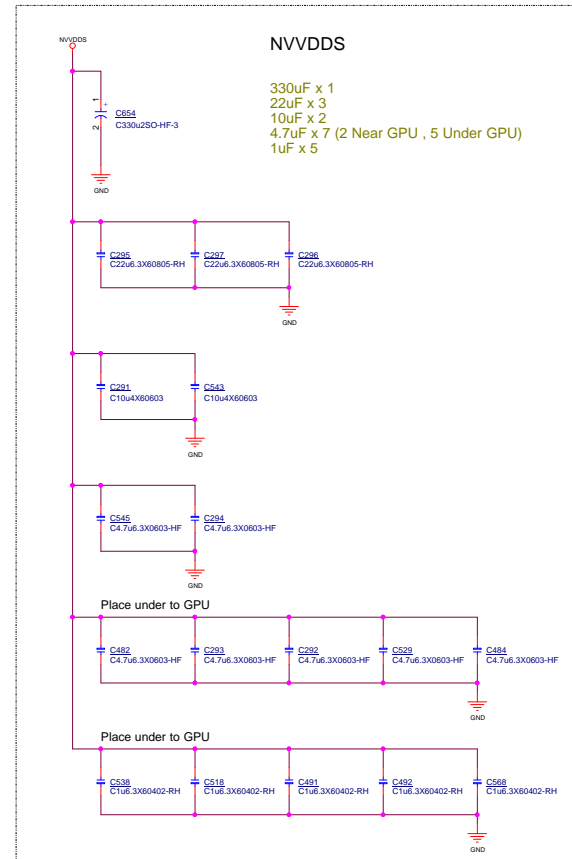 NVVDDS
NVVDDS
330uF x 1
22uF x 3
10uF x 2
4.7uF x 7 (2 Near GPU , 5 Under GPU)
1uF x 5
1
+
C654
C330u2SO-HF-3
2
GND
C295 C297 C296
C22u6.3X60805-RH C22u6.3X60805-RH C22u6.3X60805-RH
GND
C291 C543
C10u4X60603 C10u4X60603
GND
C545 C294
C4.7u6.3X0603-HF C4.7u6.3X0603-HF
GND
Place under to GPU
C482 C293 C292 C529 C484
C4.7u6.3X0603-HF C4.7u6.3X0603-HF C4.7u6.3X0603-HF C4.7u6.3X0603-HF C4.7u6.3X0603-HF
GND
Place under to GPU
C538 C518 C491 C492 C568
C1u6.3X60402-RH C1u6.3X60402-RH C1u6.3X60402-RH C1u6.3X60402-RH C1u6.3X60402-RH
GND